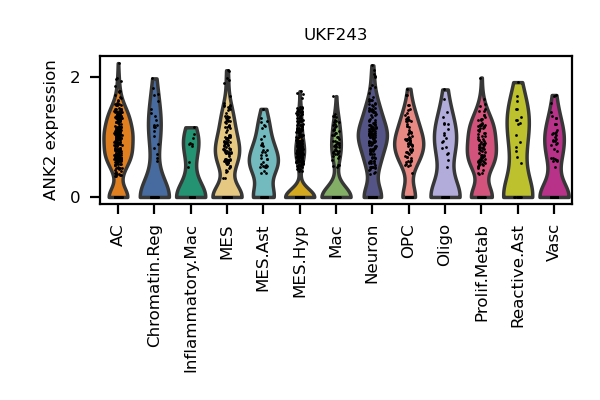 UKF243
ANK2 expression
2
0
AC
Chromatin.Reg
Inflammatory.Mac
MES
MES.Ast
MES.Hyp
Mac
Neuron
OPC
Oligo
Prolif.Metab
Reactive.Ast
Vasc